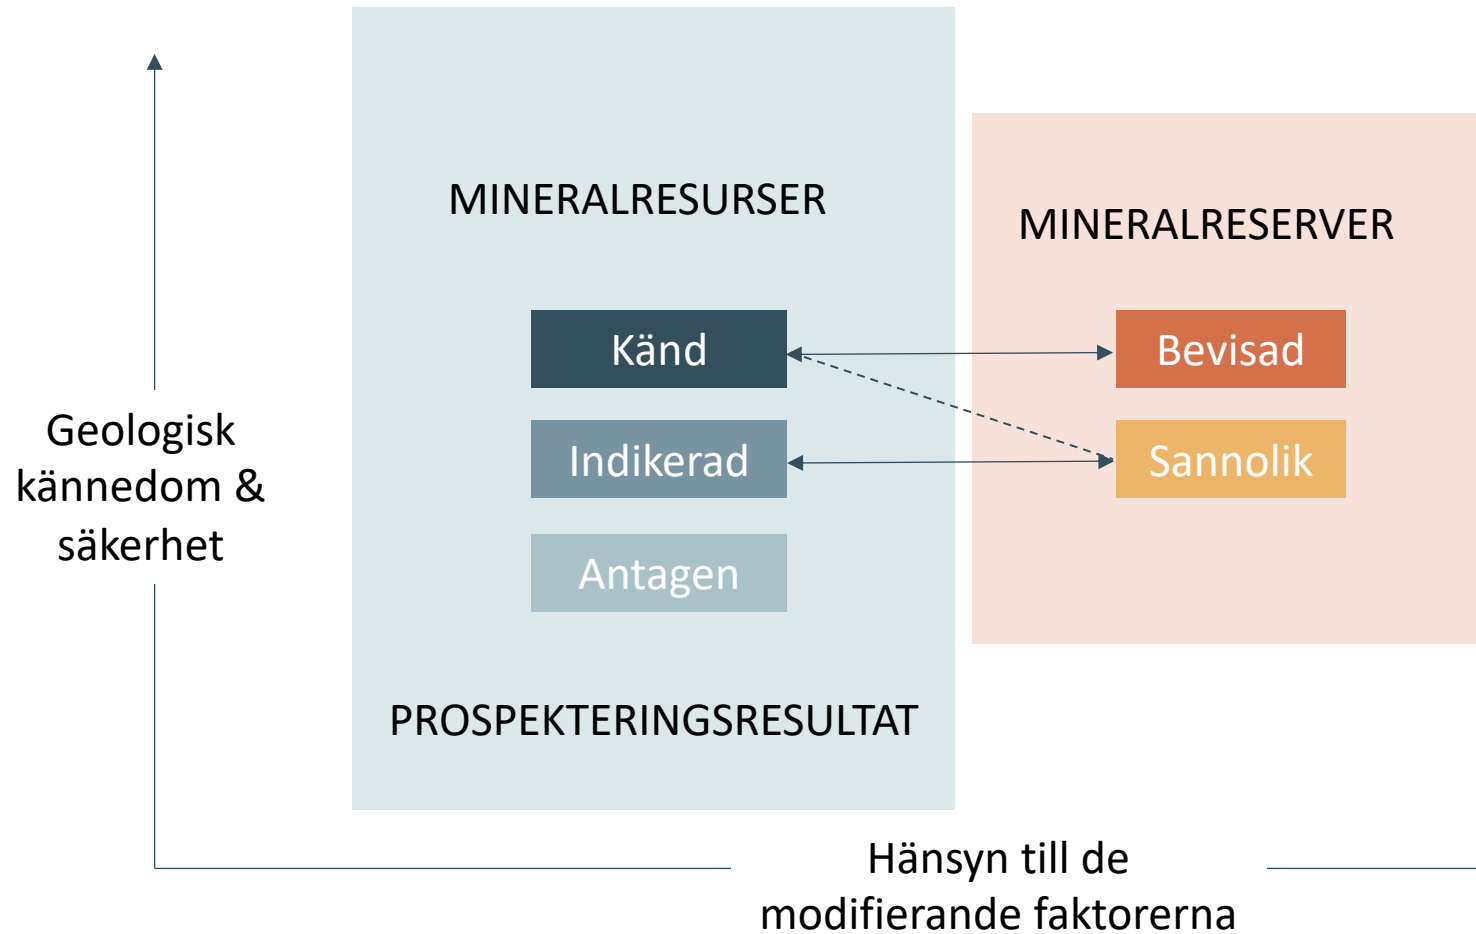 MINERALRESURSER
MINERALRESERVER
Känd
Bevisad
Indikerad
Sannolik
Antagen
Geologisk
kännedom &
säkerhet
PROSPEKTERINGSRESULTAT
Hänsyn till de
modifierande faktorerna